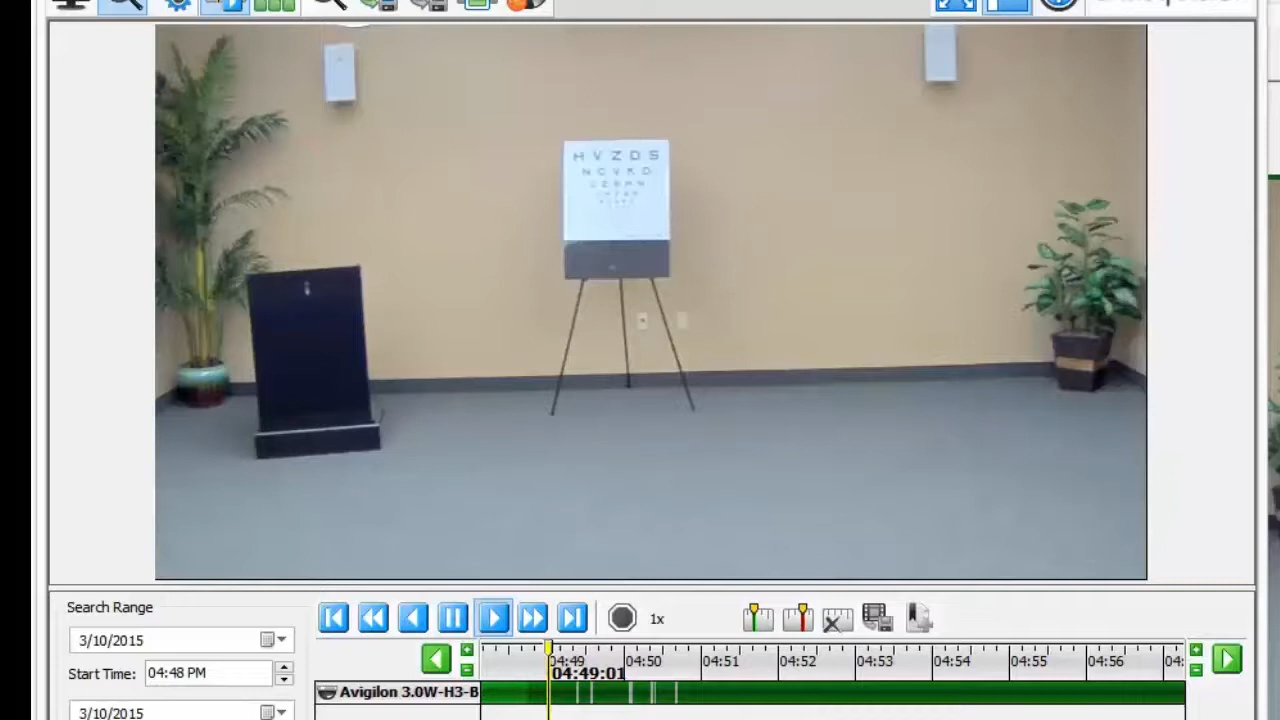 H V Z D S
N C V K D
Search Range
3/10/2015
1x
Start Time:
04:48 PM
04:49
04:50
04:51
04:52
04:53
04:54
04:55
04:56
04:
04:49:01
Avigilon 3.0W-H3-B
3/10/2015